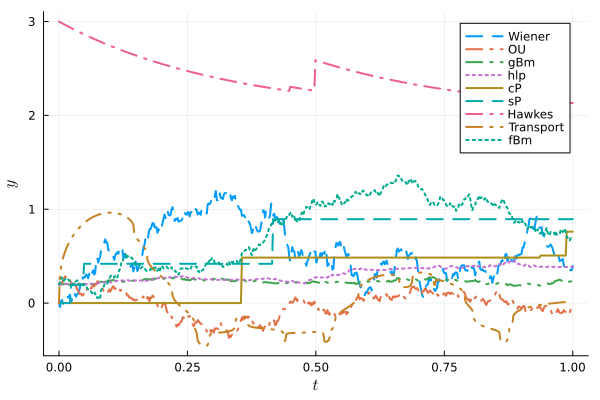 3
2
1
0
y
0.00
0.25
0.50
0.75
1.00
t
Wiener
OU
gBm
hlp
cP
sP
Hawkes
Transport
fBm